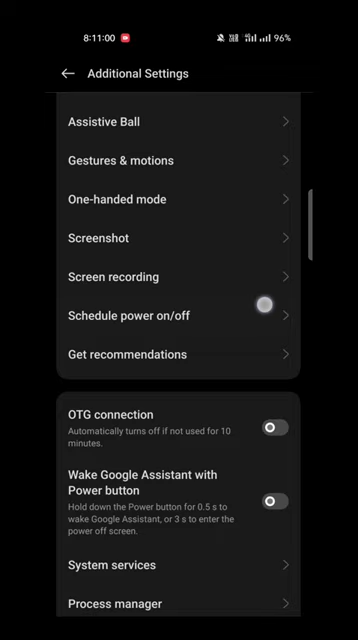 8:11:00
96%
Additional Settings
Assistive Ball
Gestures & motions
One-handed mode
Screenshot
Screen recording
Schedule power on/off
Get recommendations
OTG connection
Automatically turns off if not used for 10
minutes.
Wake Google Assistant with
Power button
Hold down the Power button for 0.5 s to
wake Google Assistant, or 3 s to enter the
power off screen.
System services
Process manager